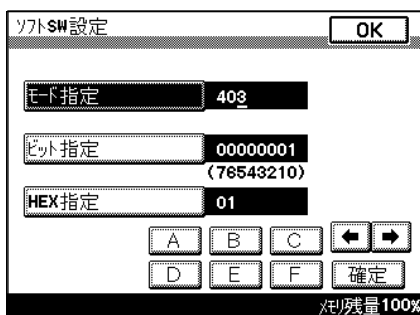 ソフトSW設定 OK
モード指定 403
ビット指定 00000001
(76543210)
HEX指定 01
A B C ← →
D E F 確定
メモリ残量100%